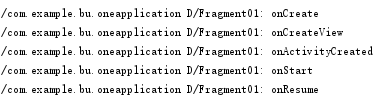 /com.example.bu.oneapplication D/Fragment01: onCreate
/com.example.bu.oneapplication D/Fragment01: onCreateView
/com.example.bu.oneapplication D/Fragment01: onActivityCreated
/com.example.bu.oneapplication D/Fragment01: onStart
/com.example.bu.oneapplication D/Fragment01: onResume